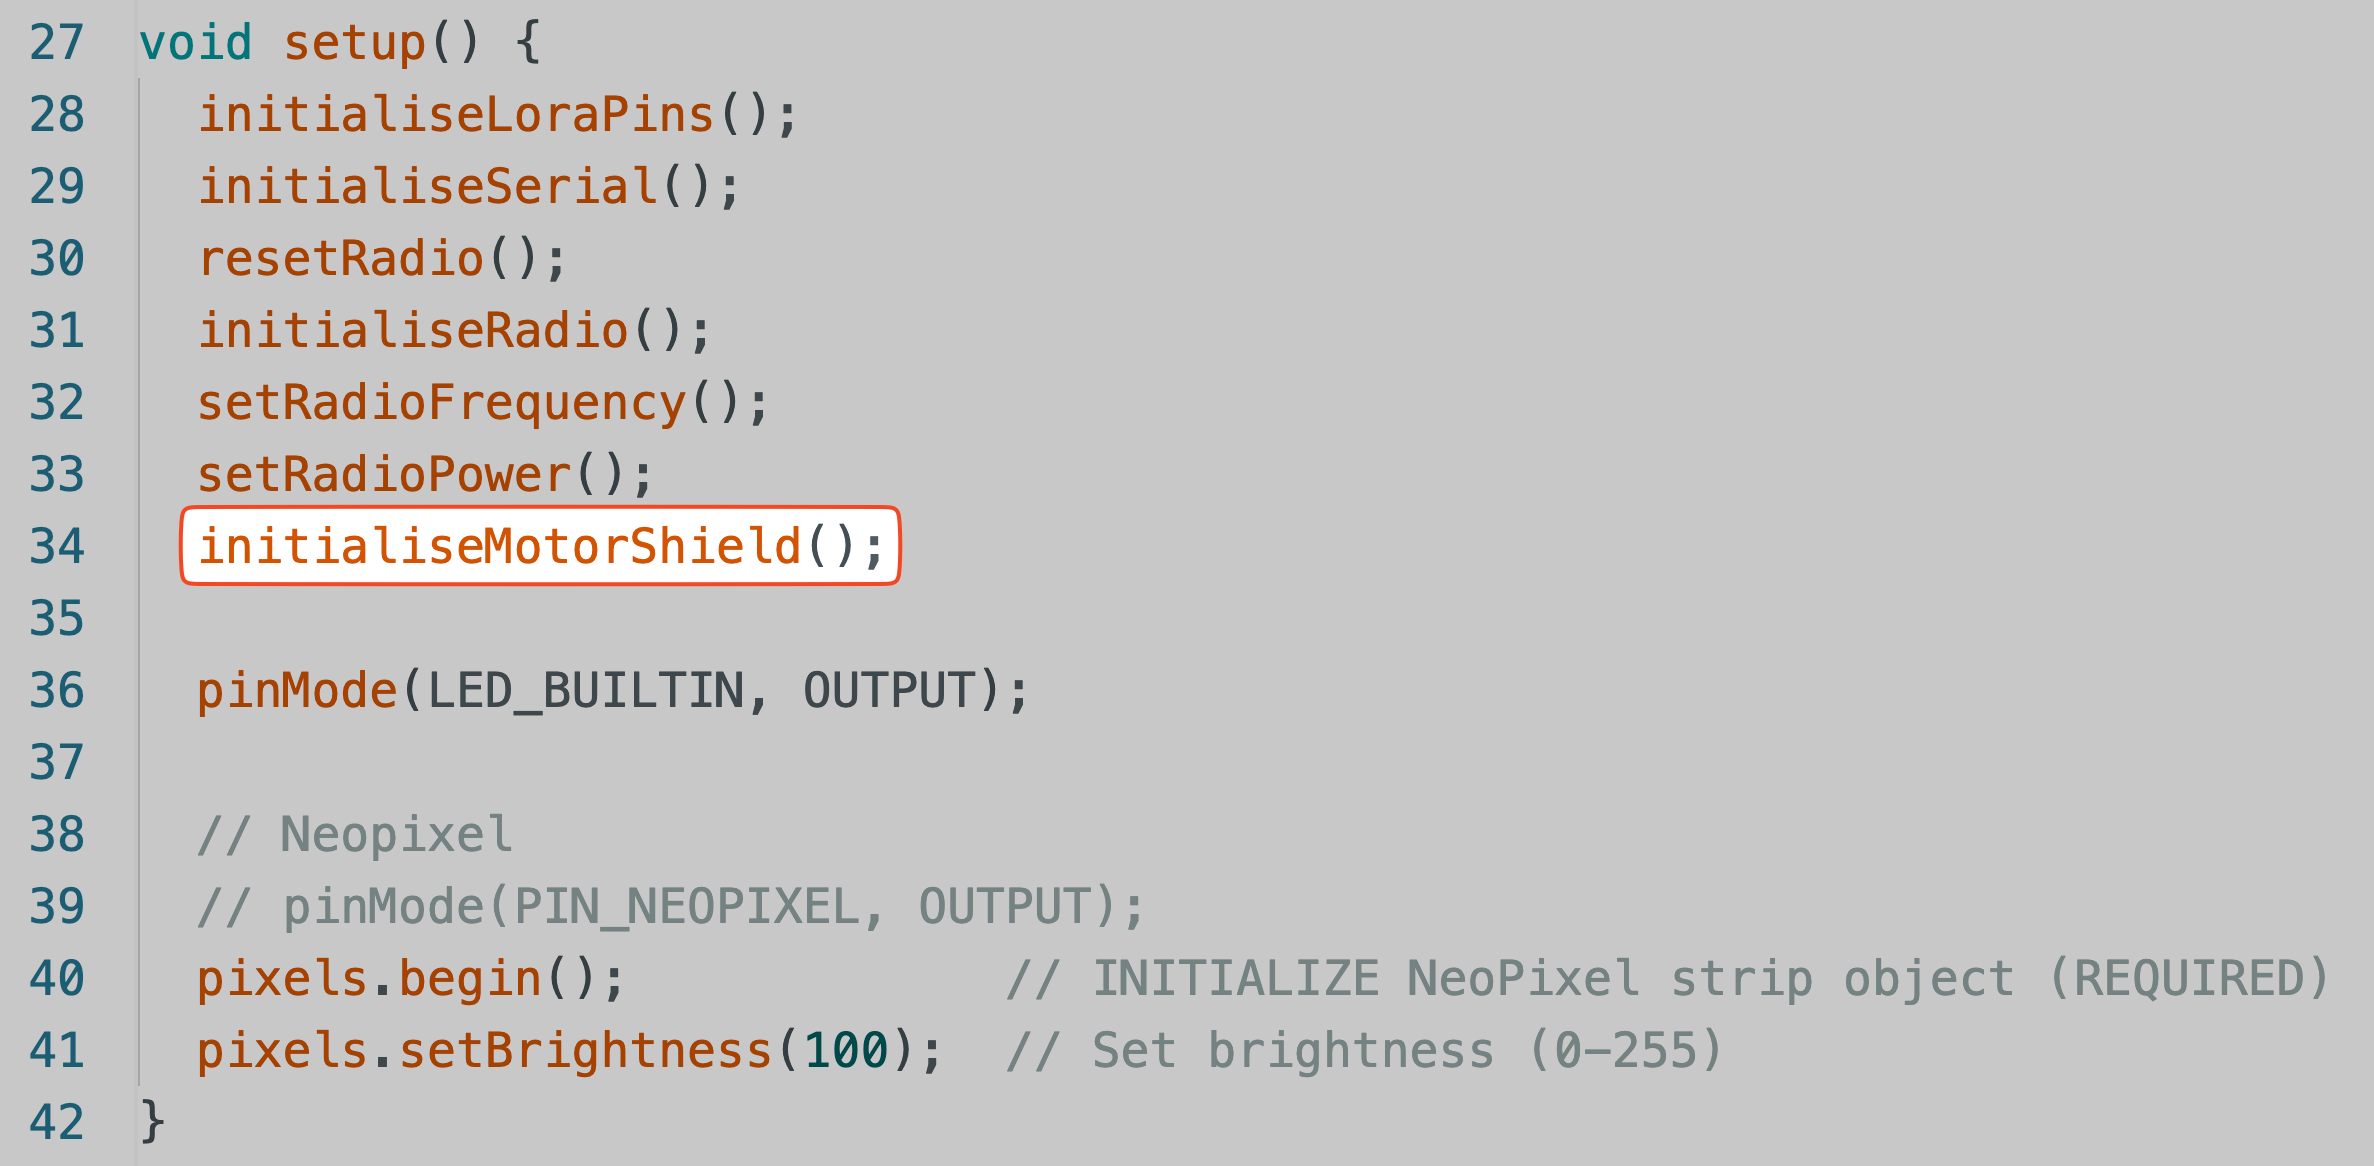 27 void setup() {
28   initialiseLoraPins();
29   initialiseSerial();
30   resetRadio();
31   initialiseRadio();
32   setRadioFrequency();
33   setRadioPower();
34   initialiseMotorShield();
35
36   pinMode(LED_BUILTIN, OUTPUT);
37
38   // Neopixel
39   // pinMode(PIN_NEOPIXEL, OUTPUT);
40   pixels.begin();             // INITIALIZE NeoPixel strip object (REQUIRED)
41   pixels.setBrightness(100);  // Set brightness (0-255)
42 }